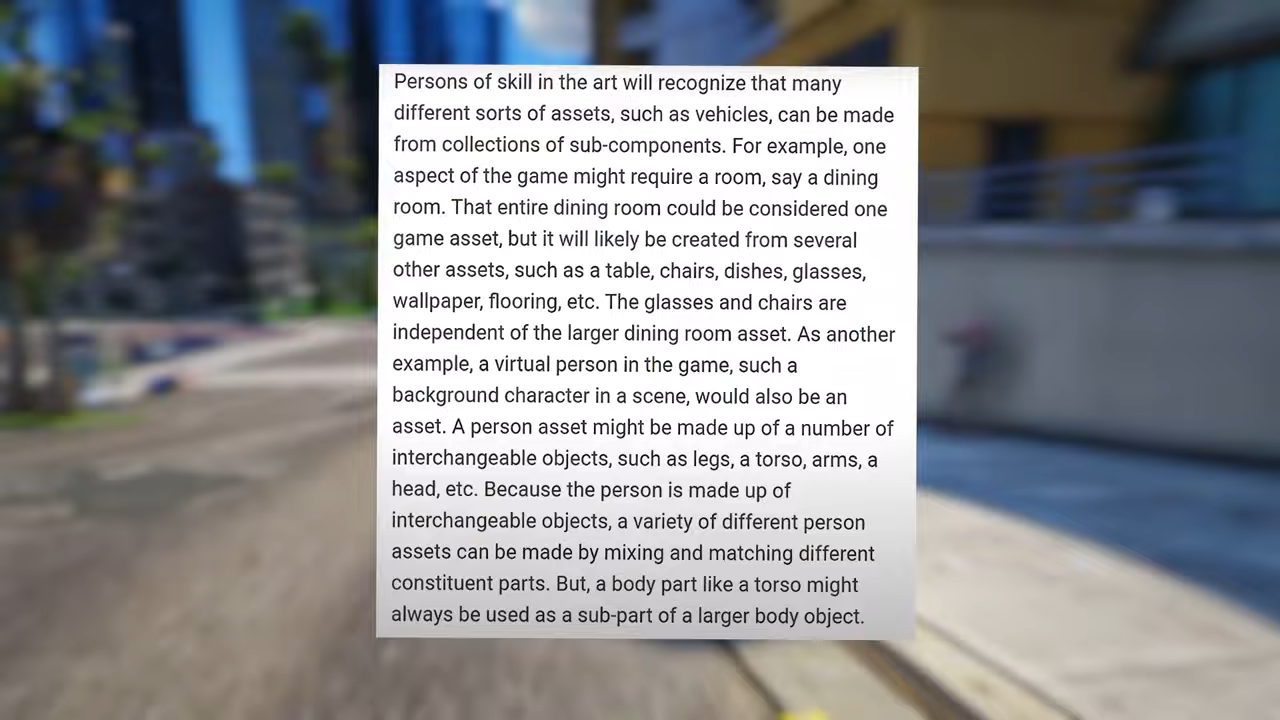 Persons of skill in the art will recognize that many
different sorts of assets, such as vehicles, can be made
from collections of sub-components. For example, one
aspect of the game might require a room, say a dining
room. That entire dining room could be considered one
game asset, but it will likely be created from several
other assets, such as a table, chairs, dishes, glasses,
wallpaper, flooring, etc. The glasses and chairs are
independent of the larger dining room asset. As another
example, a virtual person in the game, such a
background character in a scene, would also be an
asset. A person asset might be made up of a number of
interchangeable objects, such as legs, a torso, arms, a
head, etc. Because the person is made up of
interchangeable objects, a variety of different person
assets can be made by mixing and matching different
constituent parts. But, a body part like a torso might
always be used as a sub-part of a larger body object.